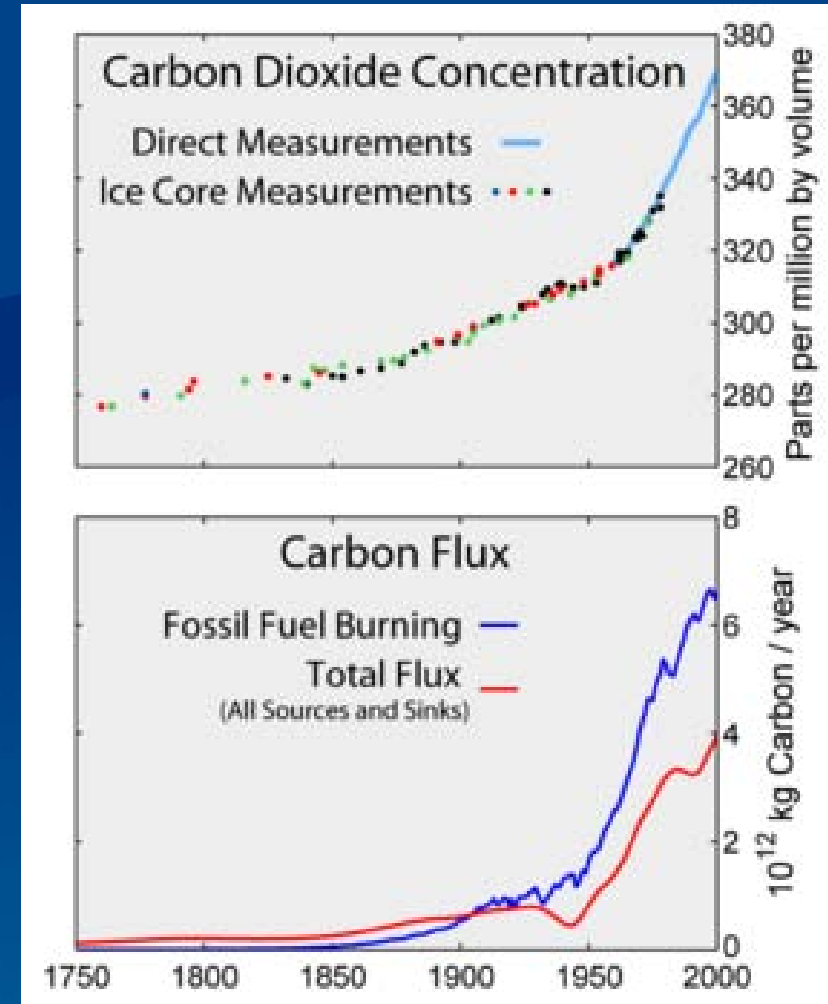 Carbon Dioxide Concentration
Direct Measurements
Ice Core Measurements
380
360
340
320
300
280
260
Parts per million by volume
Carbon Flux
Fossil Fuel Burning
Total Flux
(All Sources and Sinks)
8
6
4
2
0
10¹² kg Carbon / year
1750 1800 1850 1900 1950 2000